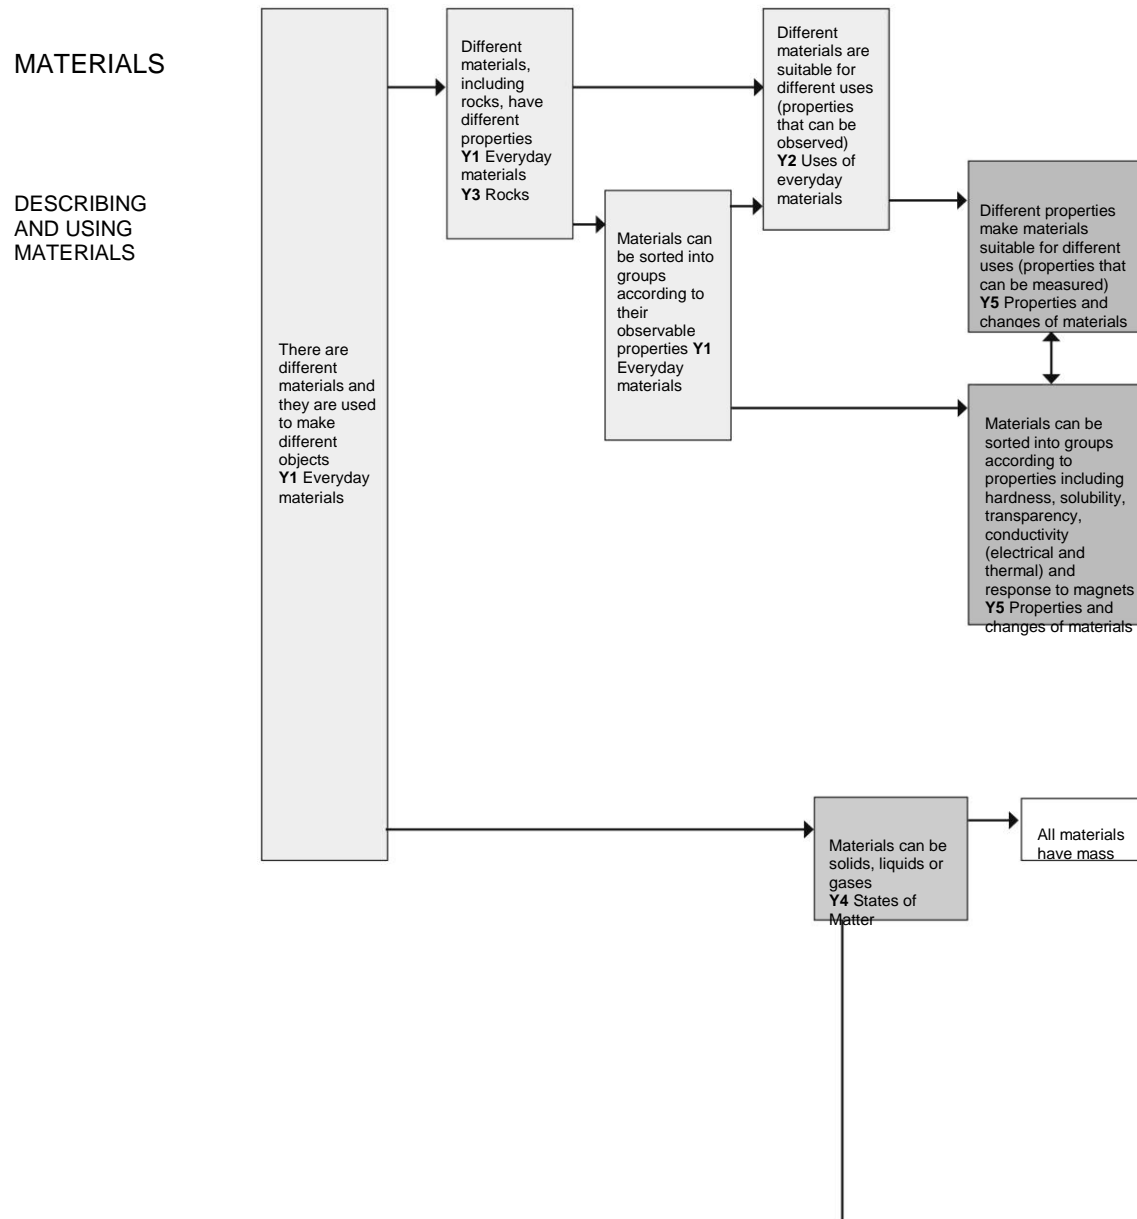 MATERIALS
DESCRIBING
AND USING
MATERIALS
There are
different
materials and
they are used
to make
different
objects
Y1 Everyday
materials
Different
materials,
including
rocks, have
different
properties
Y1 Everyday
materials
Y3 Rocks
Materials can
be sorted into
groups
according to
their
observable
properties Y1
Everyday
materials
Different
materials are
suitable for
different uses
(properties
that can be
observed)
Y2 Uses of
everyday
materials
Different properties
make materials
suitable for different
uses (properties that
can be measured)
Y5 Properties and
changes of materials
Materials can be
sorted into groups
according to
properties including
hardness, solubility,
transparency,
conductivity
(electrical and
thermal) and
response to magnets
Y5 Properties and
changes of materials
Materials can be
solids, liquids or
gases
Y4 States of
Matter
All materials
have mass